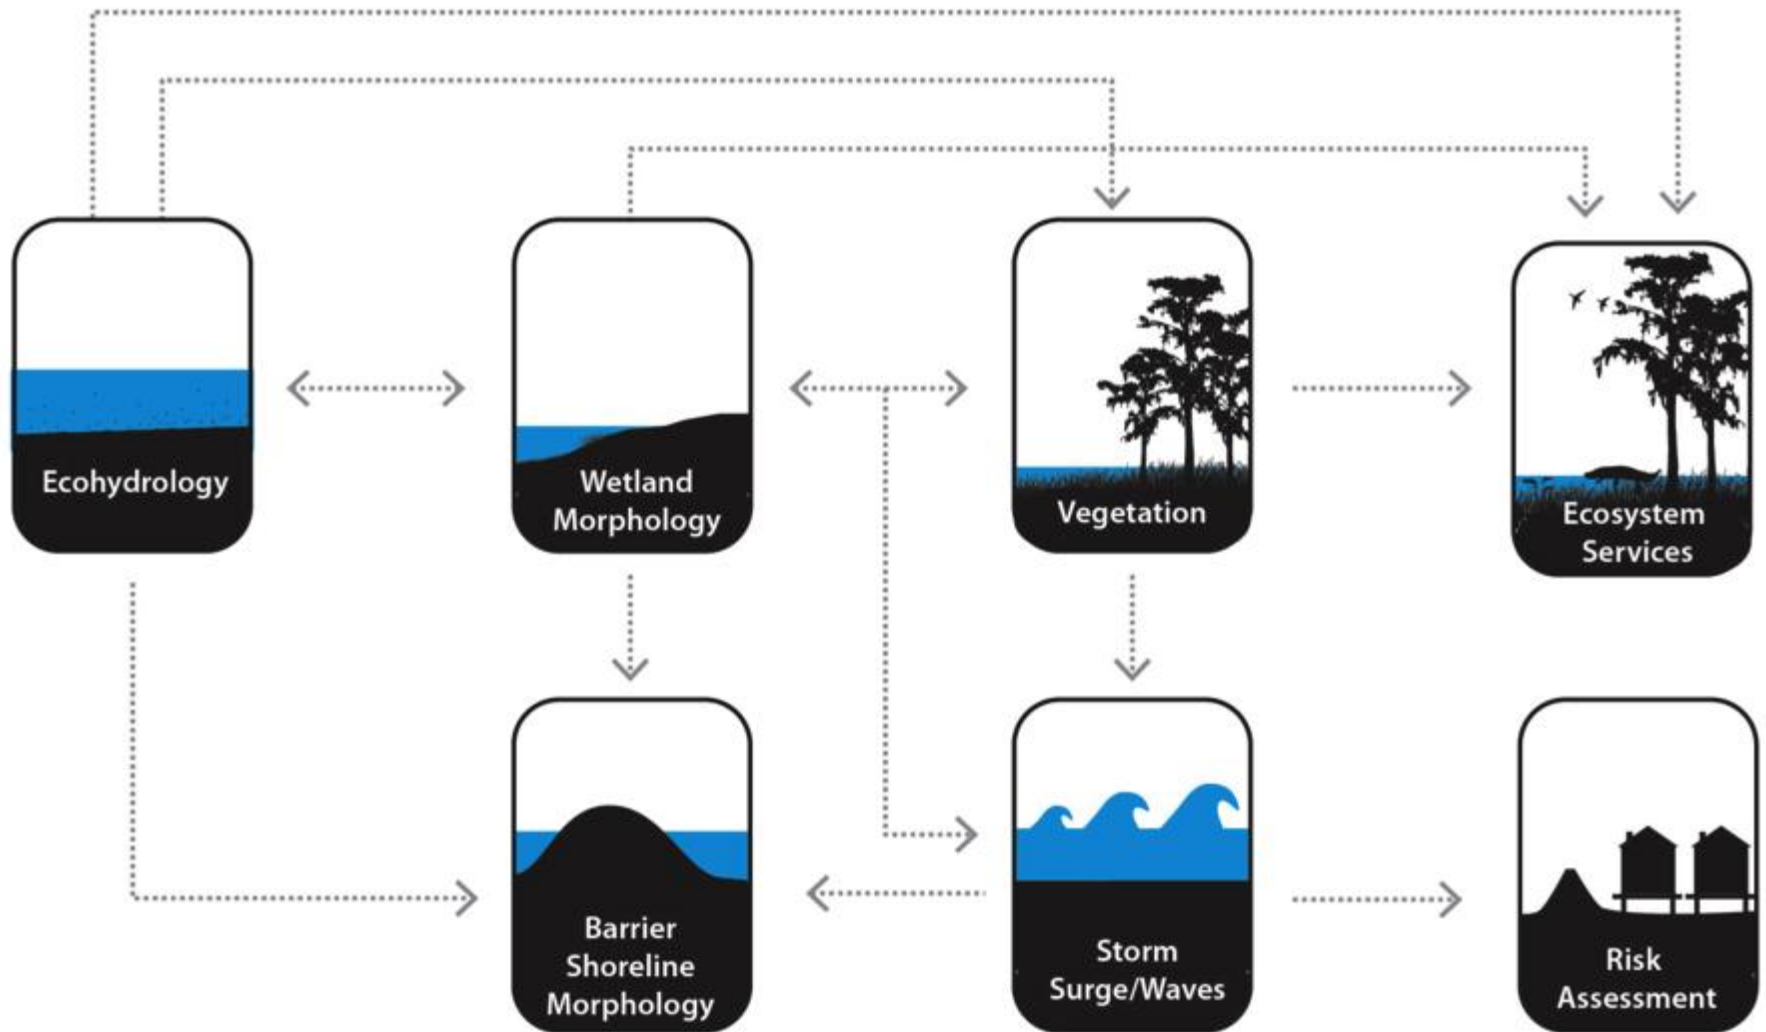 Ecohydrology
Wetland
Morphology
Vegetation
Ecosystem
Services
Barrier
Shoreline
Morphology
Storm
Surge/Waves
Risk
Assessment